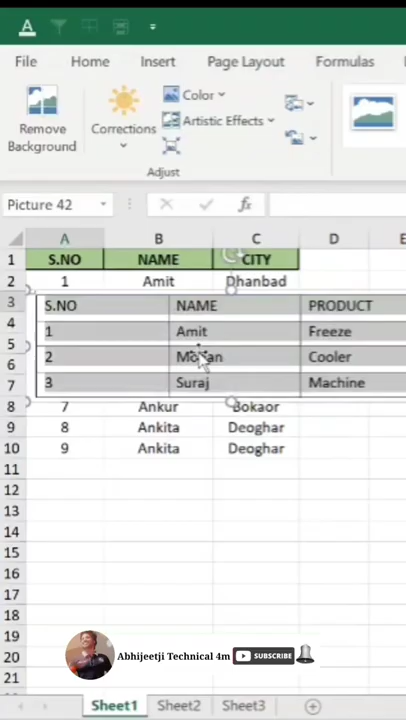 File Home Insert Page Layout Formulas
Remove Background
Corrections
Color
Artistic Effects
Adjust
Picture 42 fx
A B C D E
1 S.NO NAME CITY
2 1 Amit Dhanbad
3 S.NO NAME PRODUCT
4 1 Amit Freeze
5 2 Mohan Cooler
6
7 3 Suraj Machine
8 7 Ankur Bokaor
9 8 Ankita Deoghar
10 9 Ankita Deoghar
11
12
13
14
15
16
17
18
19
20
21
Abhijeetji Technical 4m SUBSCRIBE
Sheet1 Sheet2 Sheet3